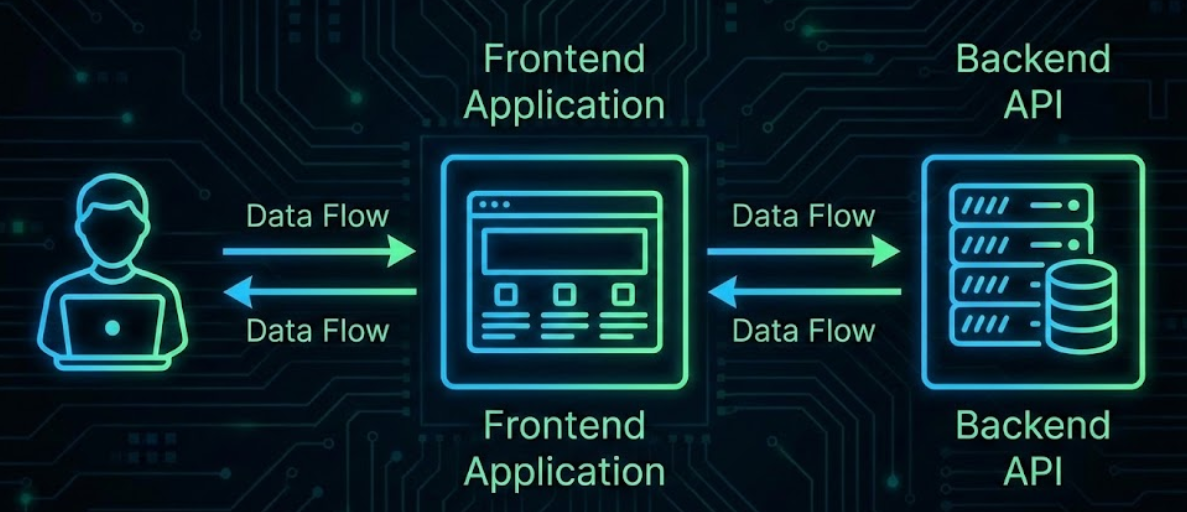 Frontend
Application
Backend
API
Data Flow
Data Flow
Data Flow
Data Flow
Frontend
Application
Backend
API